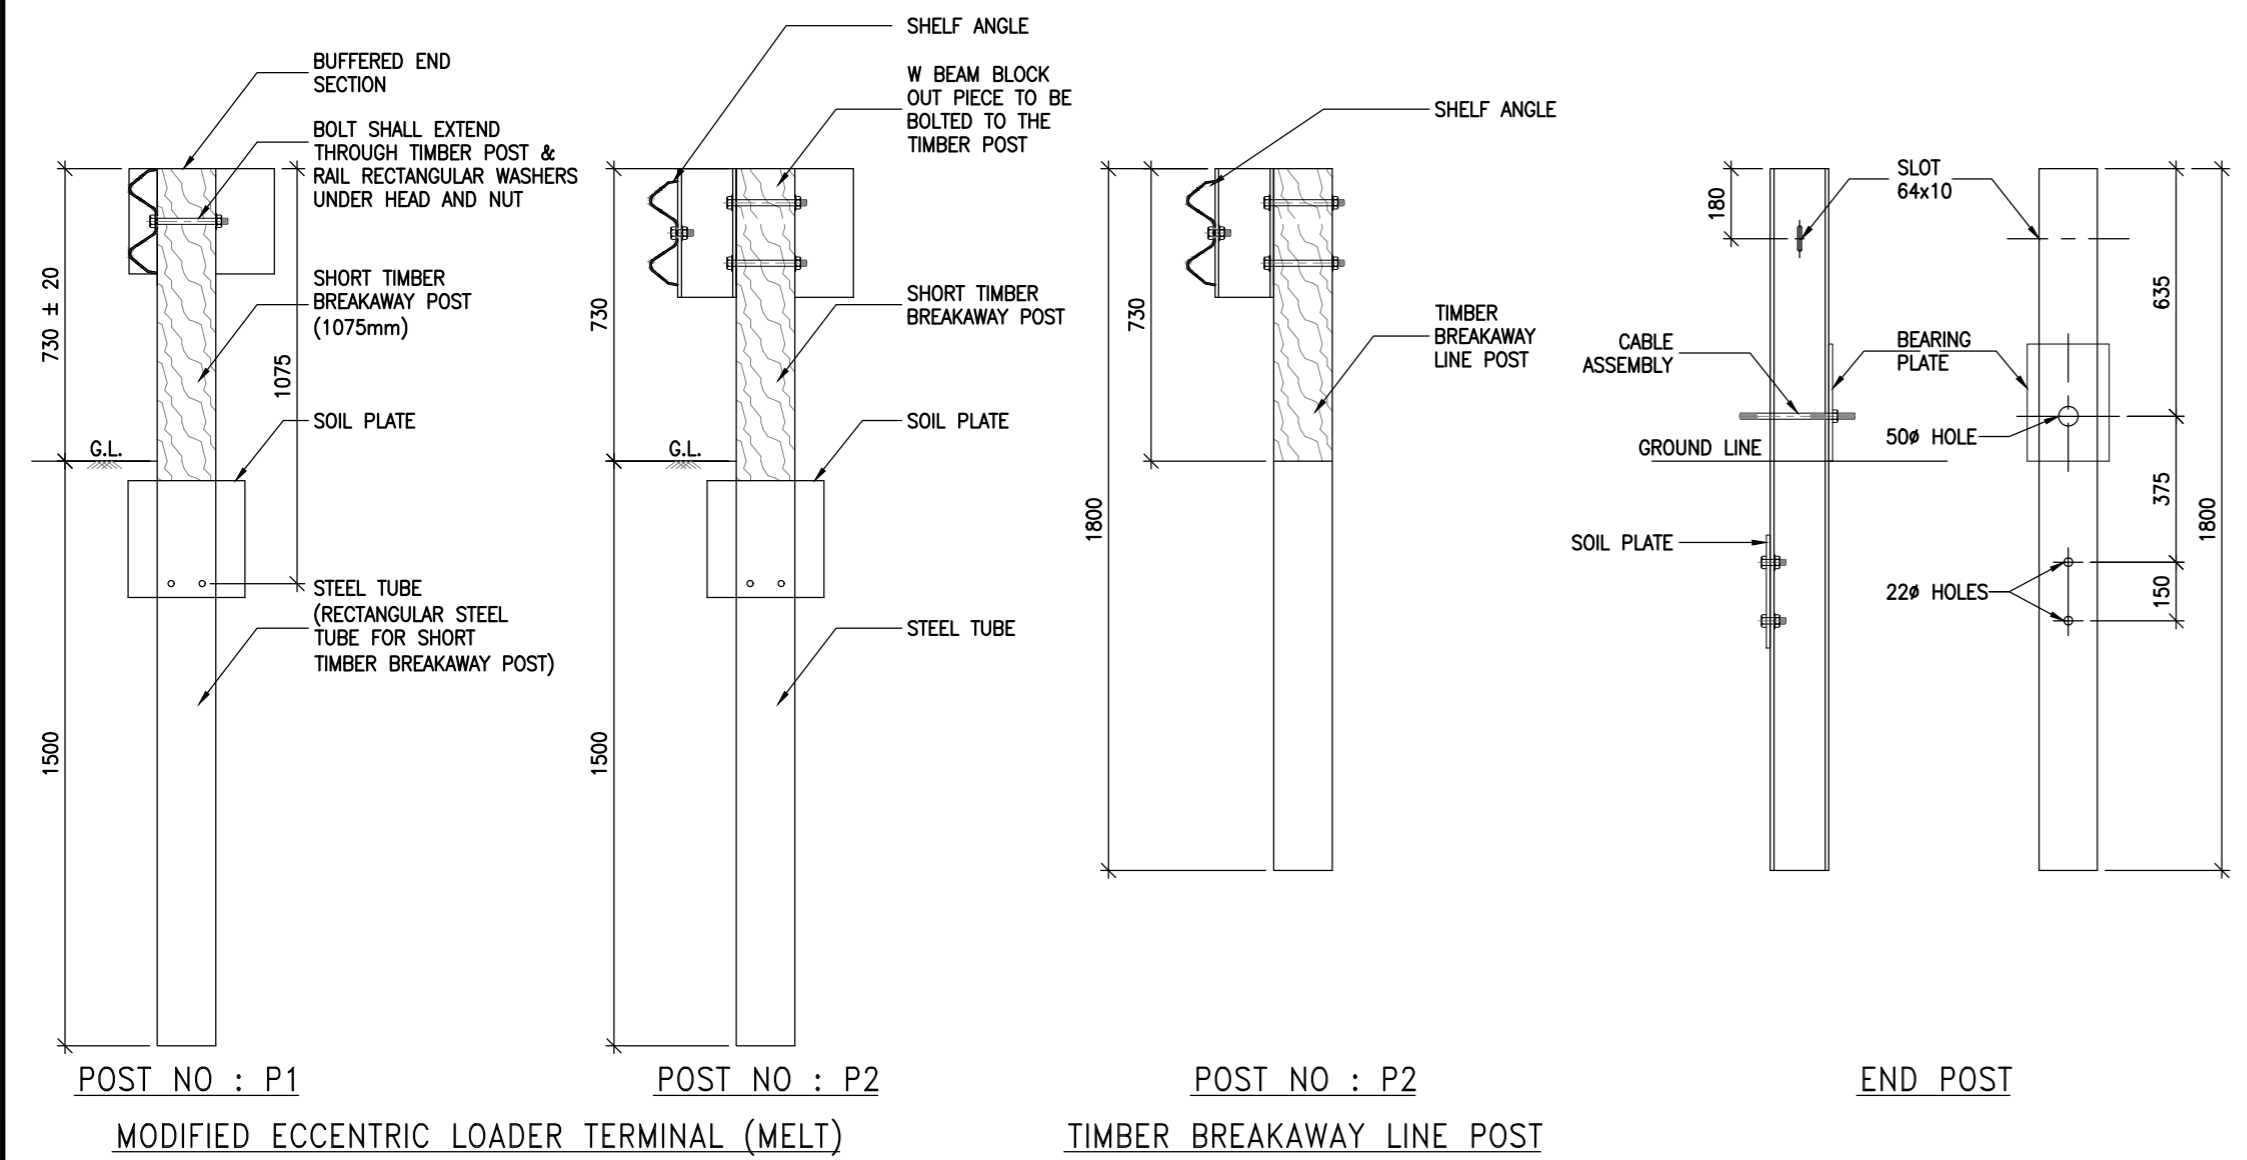 BUFFERED END
SECTION
BOLT SHALL EXTEND
THROUGH TIMBER POST &
RAIL RECTANGULAR WASHERS
UNDER HEAD AND NUT
SHORT TIMBER
BREAKAWAY POST
(1075mm)
SOIL PLATE
STEEL TUBE
(RECTANGULAR STEEL
TUBE FOR SHORT
TIMBER BREAKAWAY POST)
730 ± 20
1075
G.L.
1500
POST NO : P1
SHELF ANGLE
W BEAM BLOCK
OUT PIECE TO BE
BOLTED TO THE
TIMBER POST
SHORT TIMBER
BREAKAWAY POST
SOIL PLATE
STEEL TUBE
730
G.L.
1500
POST NO : P2
MODIFIED ECCENTRIC LOADER TERMINAL (MELT)
SHELF ANGLE
TIMBER
BREAKAWAY
LINE POST
730
1800
POST NO : P2
TIMBER BREAKAWAY LINE POST
180
SLOT
64x10
CABLE
ASSEMBLY
BEARING
PLATE
50ø HOLE
GROUND LINE
SOIL PLATE
22ø HOLES
635
375
150
1800
END POST